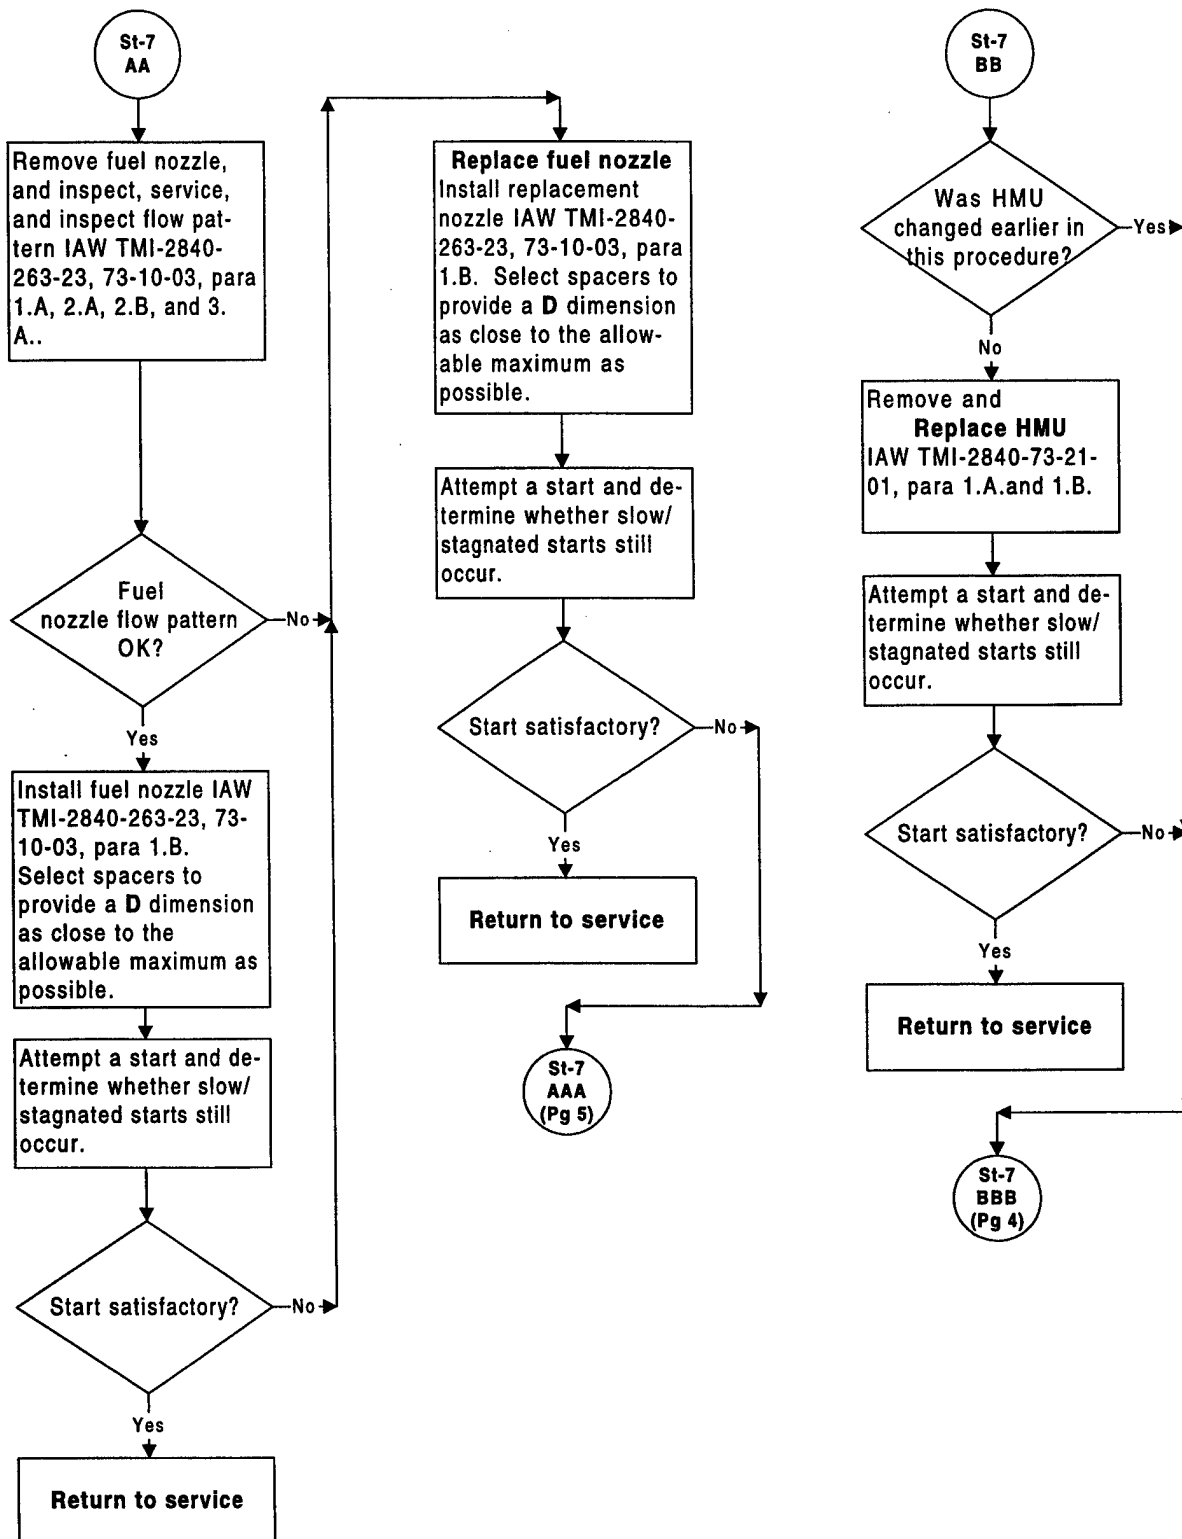 St-7
AA
Remove fuel nozzle,
and inspect, service,
and inspect flow pat-
tern IAW TMI-2840-
263-23, 73-10-03, para
1.A, 2.A, 2.B, and 3.
A..
Fuel
nozzle flow pattern
OK?
No
Yes
Install fuel nozzle IAW
TMI-2840-263-23, 73-
10-03, para 1.B.
Select spacers to
provide a D dimension
as close to the
allowable maximum as
possible.
Attempt a start and de-
termine whether slow/
stagnated starts still
occur.
Start satisfactory?
No
Yes
Return to service
Replace fuel nozzle
Install replacement
nozzle IAW TMI-2840-
263-23, 73-10-03, para
1.B. Select spacers to
provide a D dimension
as close to the allow-
able maximum as
possible.
Attempt a start and de-
termine whether slow/
stagnated starts still
occur.
Start satisfactory?
No
Yes
Return to service
St-7
AAA
(Pg 5)
St-7
BB
Was HMU
changed earlier in
this procedure?
Yes
No
Remove and
Replace HMU
IAW TMI-2840-73-21-
01, para 1.A.and 1.B.
Attempt a start and de-
termine whether slow/
stagnated starts still
occur.
Start satisfactory?
No
Yes
Return to service
St-7
BBB
(Pg 4)